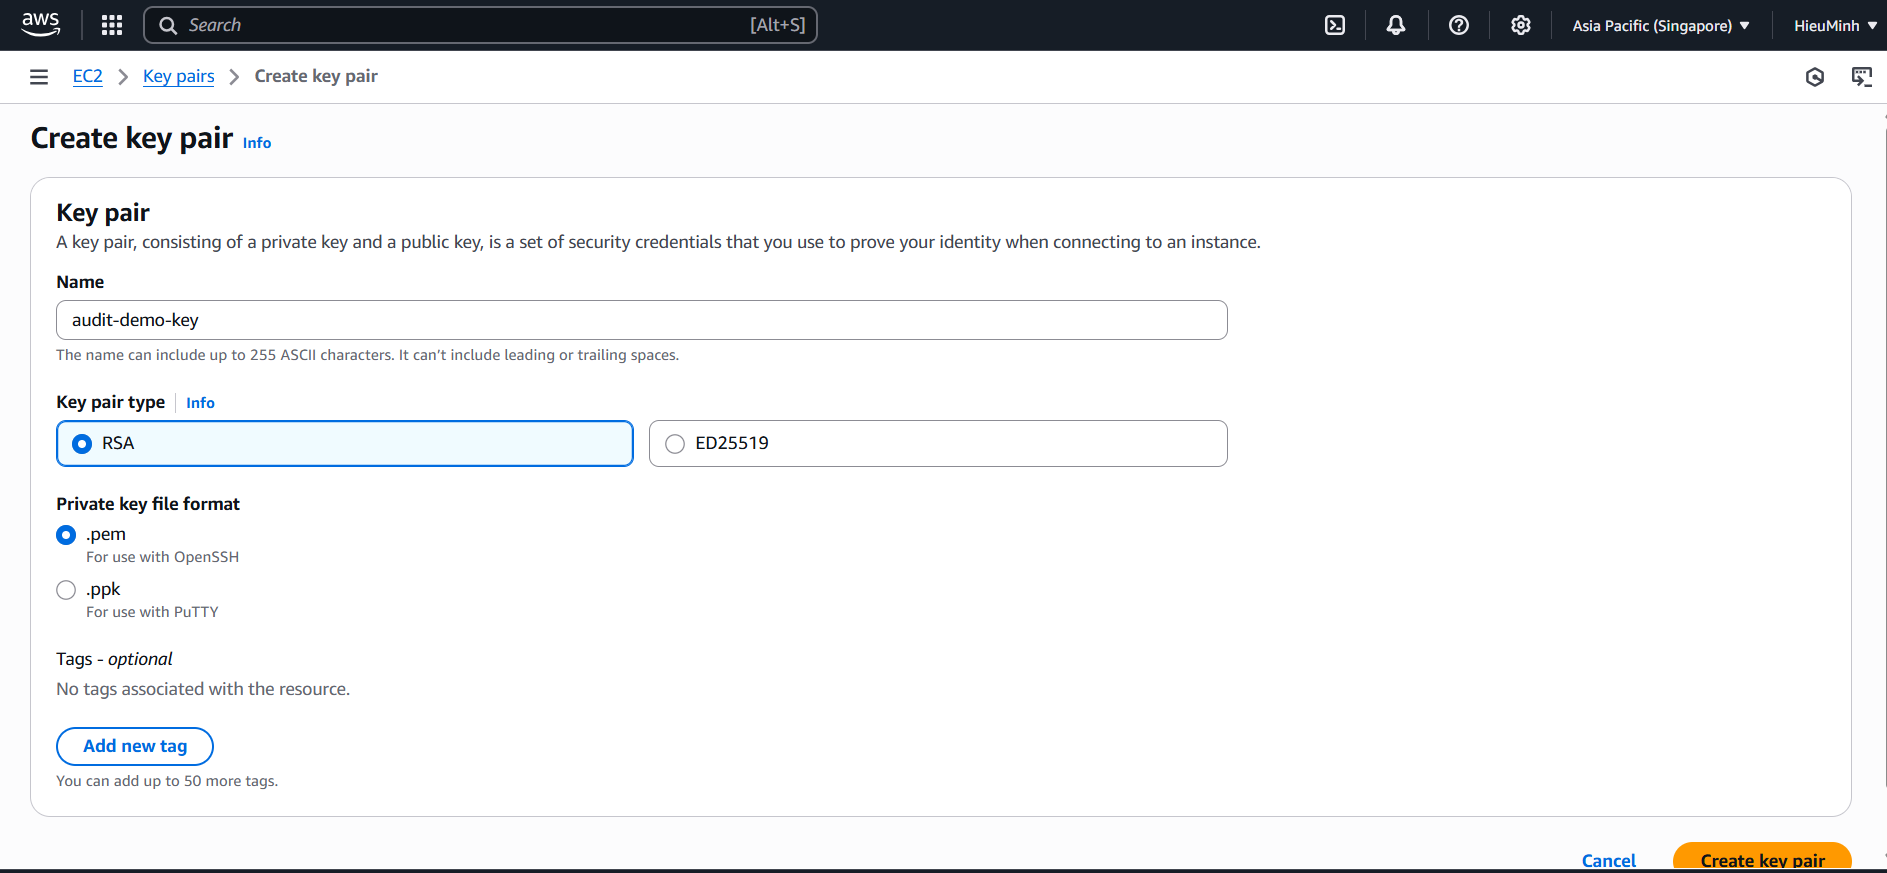 aws Search [Alt+S] Asia Pacific (Singapore) HieuMinh
EC2 Key pairs Create key pair
Create key pair Info
Key pair
A key pair, consisting of a private key and a public key, is a set of security credentials that you use to prove your identity when connecting to an instance.
Name
audit-demo-key
The name can include up to 255 ASCII characters. It can't include leading or trailing spaces.
Key pair type Info
RSA ED25519
Private key file format
.pem
For use with OpenSSH
.ppk
For use with PuTTY
Tags - optional
No tags associated with the resource.
Add new tag
You can add up to 50 more tags.
Cancel Create key pair